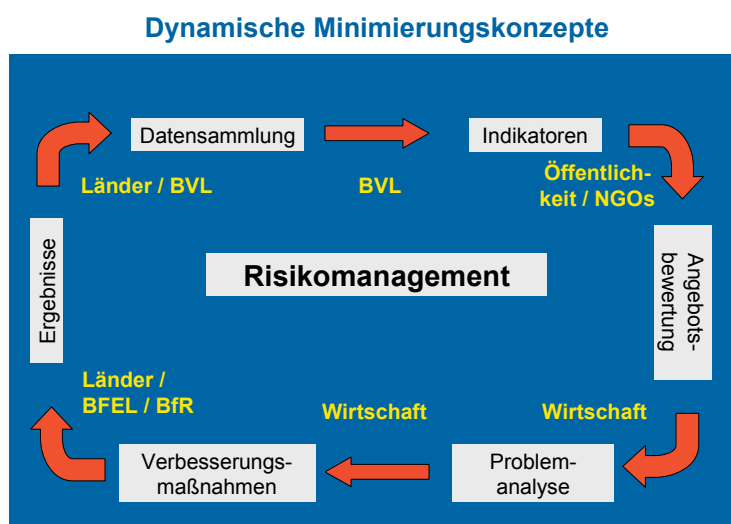 Dynamische Minimierungskonzepte
Datensammlung
Indikatoren
Länder / BVL
BVL
Öffentlich-
keit / NGOs
Ergebnisse
Risikomanagement
Angebots-
bewertung
Länder /
BFEL / BfR
Wirtschaft
Wirtschaft
Verbesserungs-
maßnahmen
Problem-
analyse